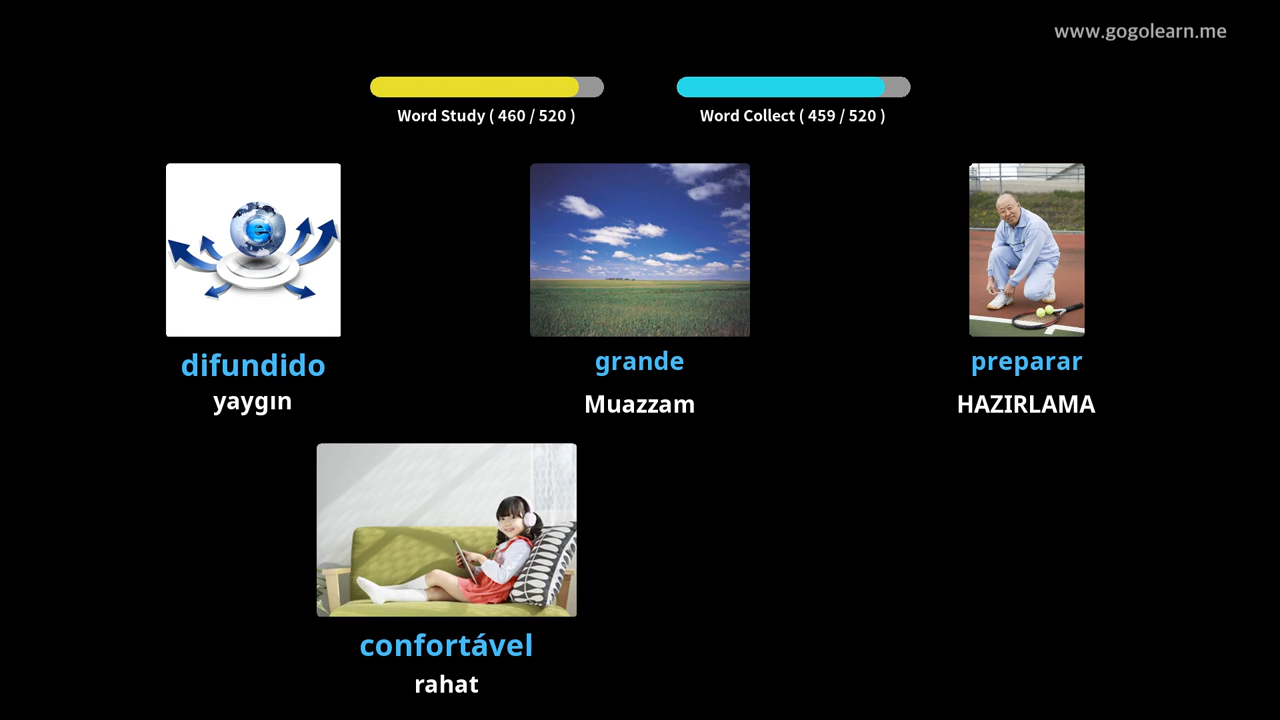 www.gogolearn.me
Word Study ( 460 / 520 )
Word Collect ( 459 / 520 )
e
difundido
grande
preparar
yaygın
Muazzam
HAZIRLAMA
confortável
rahat